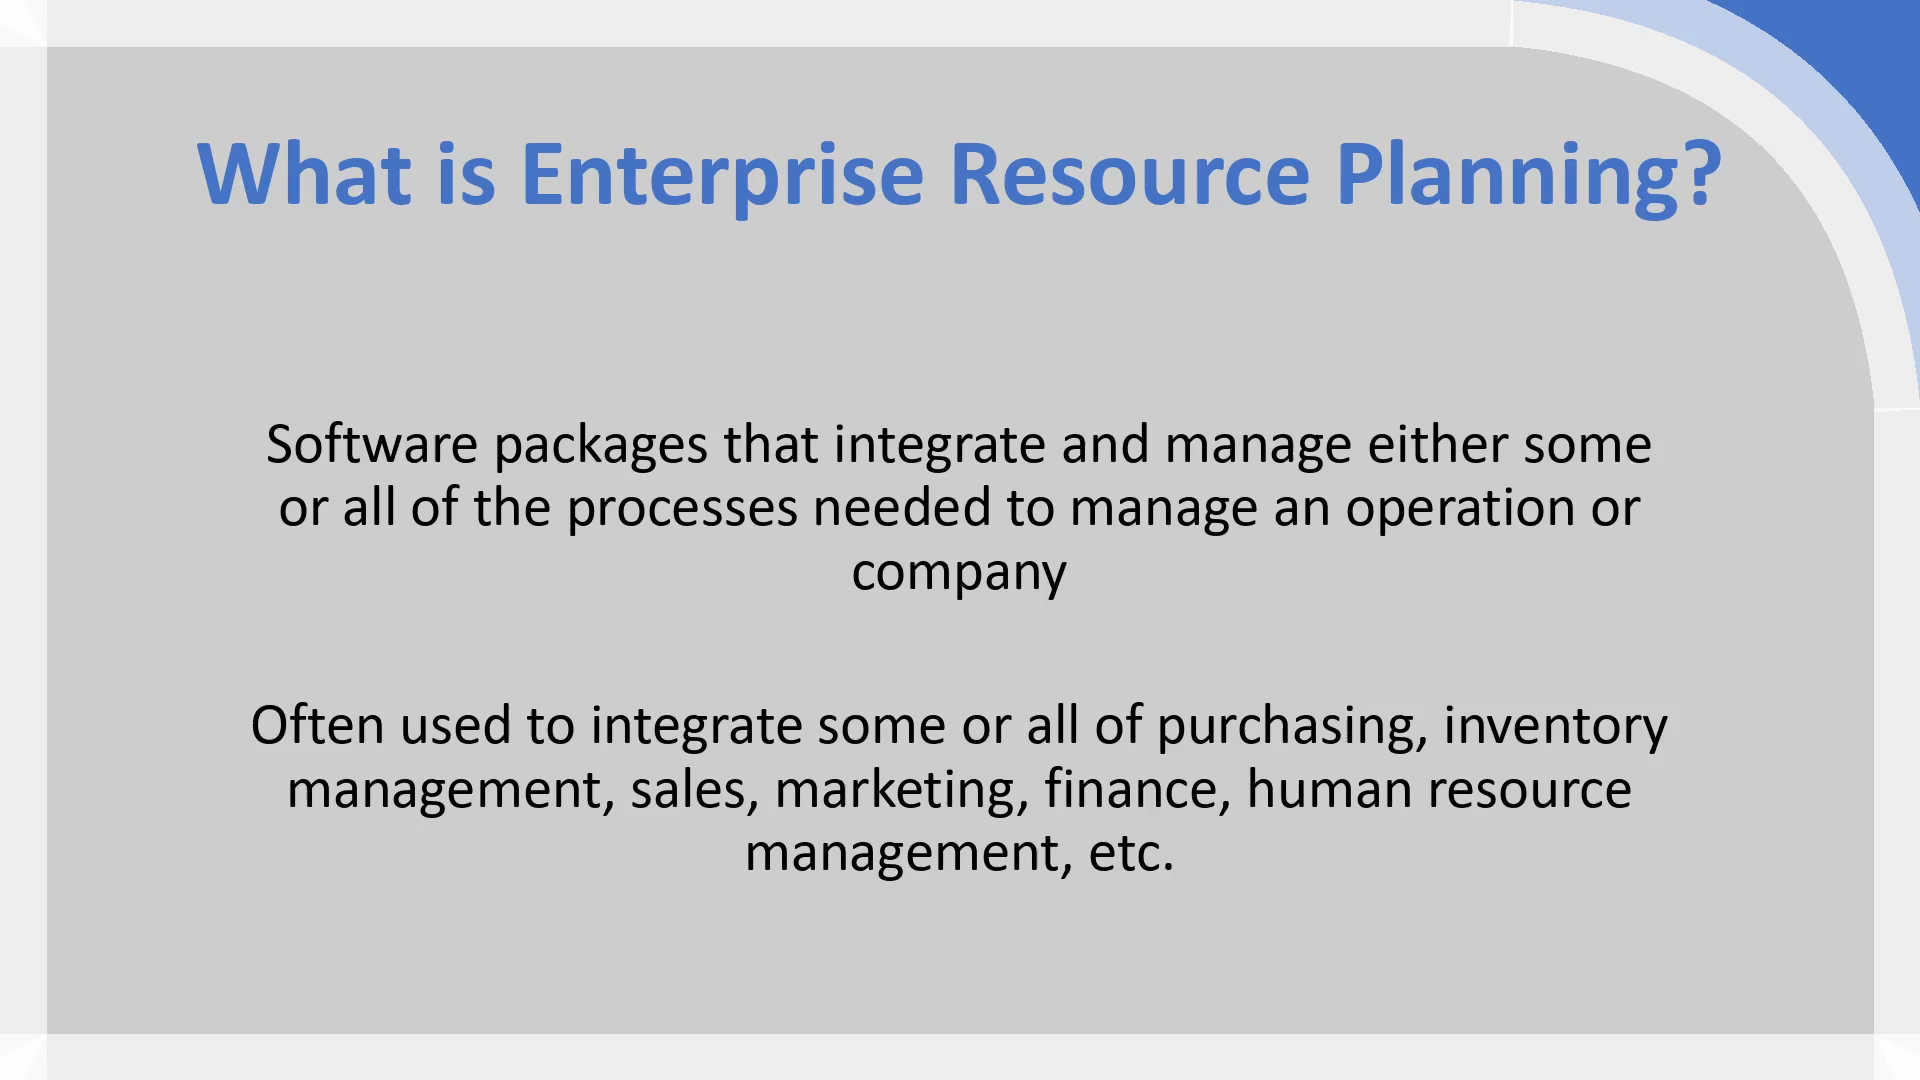 What is Enterprise Resource Planning?
Software packages that integrate and manage either some
or all of the processes needed to manage an operation or
company
Often used to integrate some or all of purchasing, inventory
management, sales, marketing, finance, human resource
management, etc.